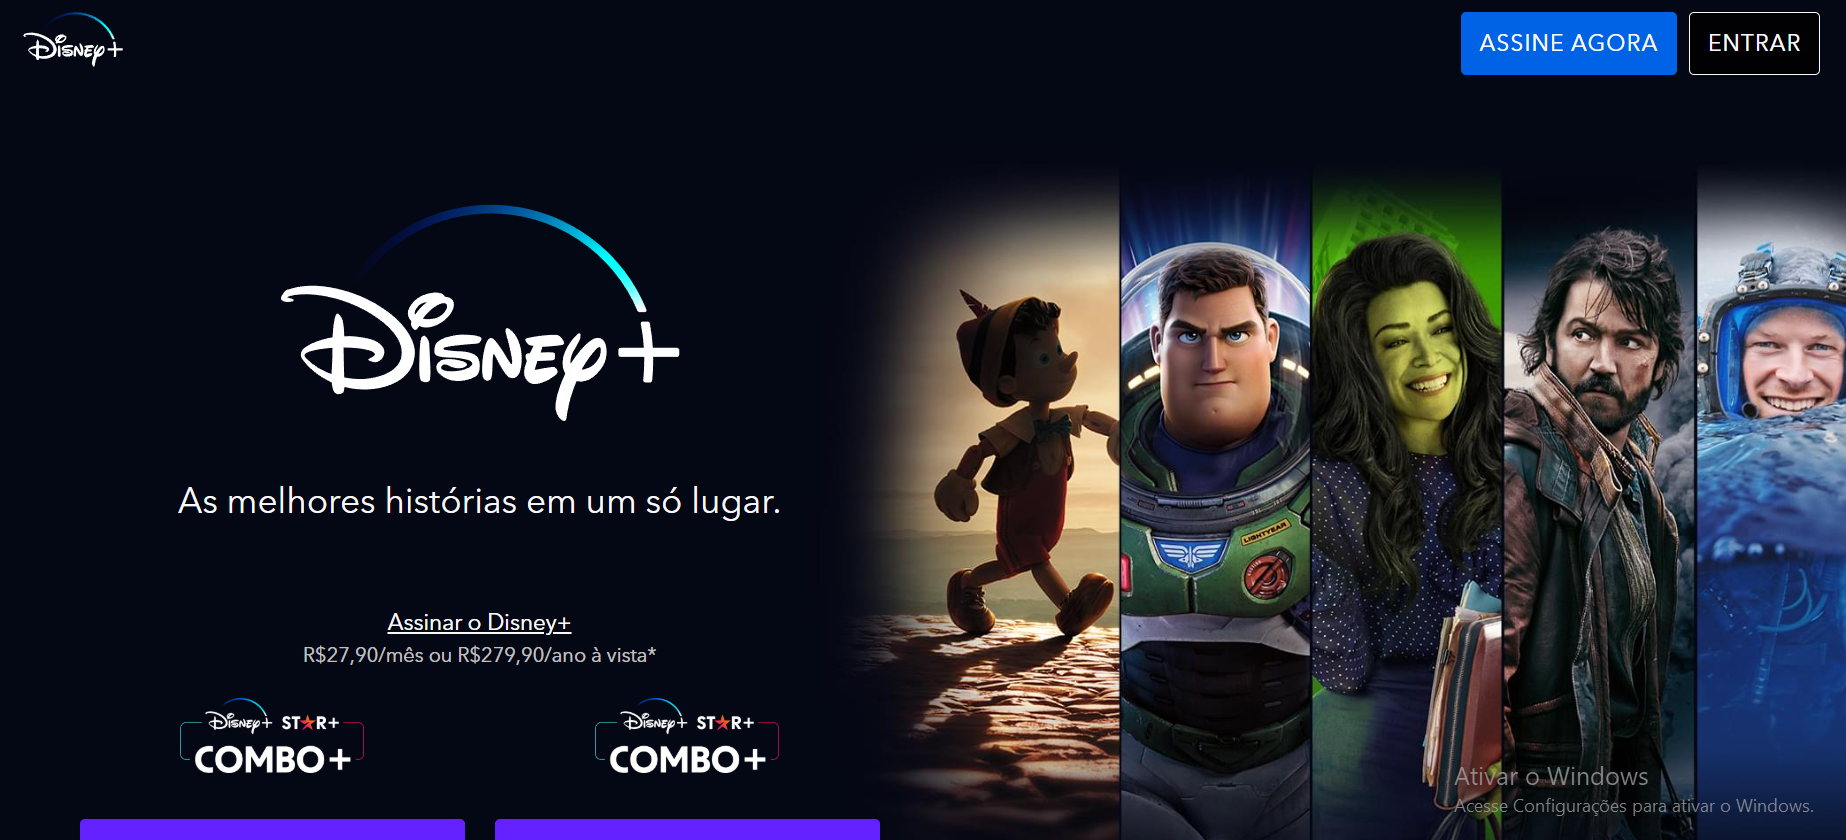 Disney+
ASSINE AGORA
ENTRAR
Disney+
As melhores histórias em um só lugar.
Assinar o Disney+
R$27,90/mês ou R$279,90/ano à vista*
Disney+ STAR+
COMBO+
Disney+ STAR+
COMBO+
LIGHTYEAR
Ativar o Windows
Acesse Configurações para ativar o Windows.